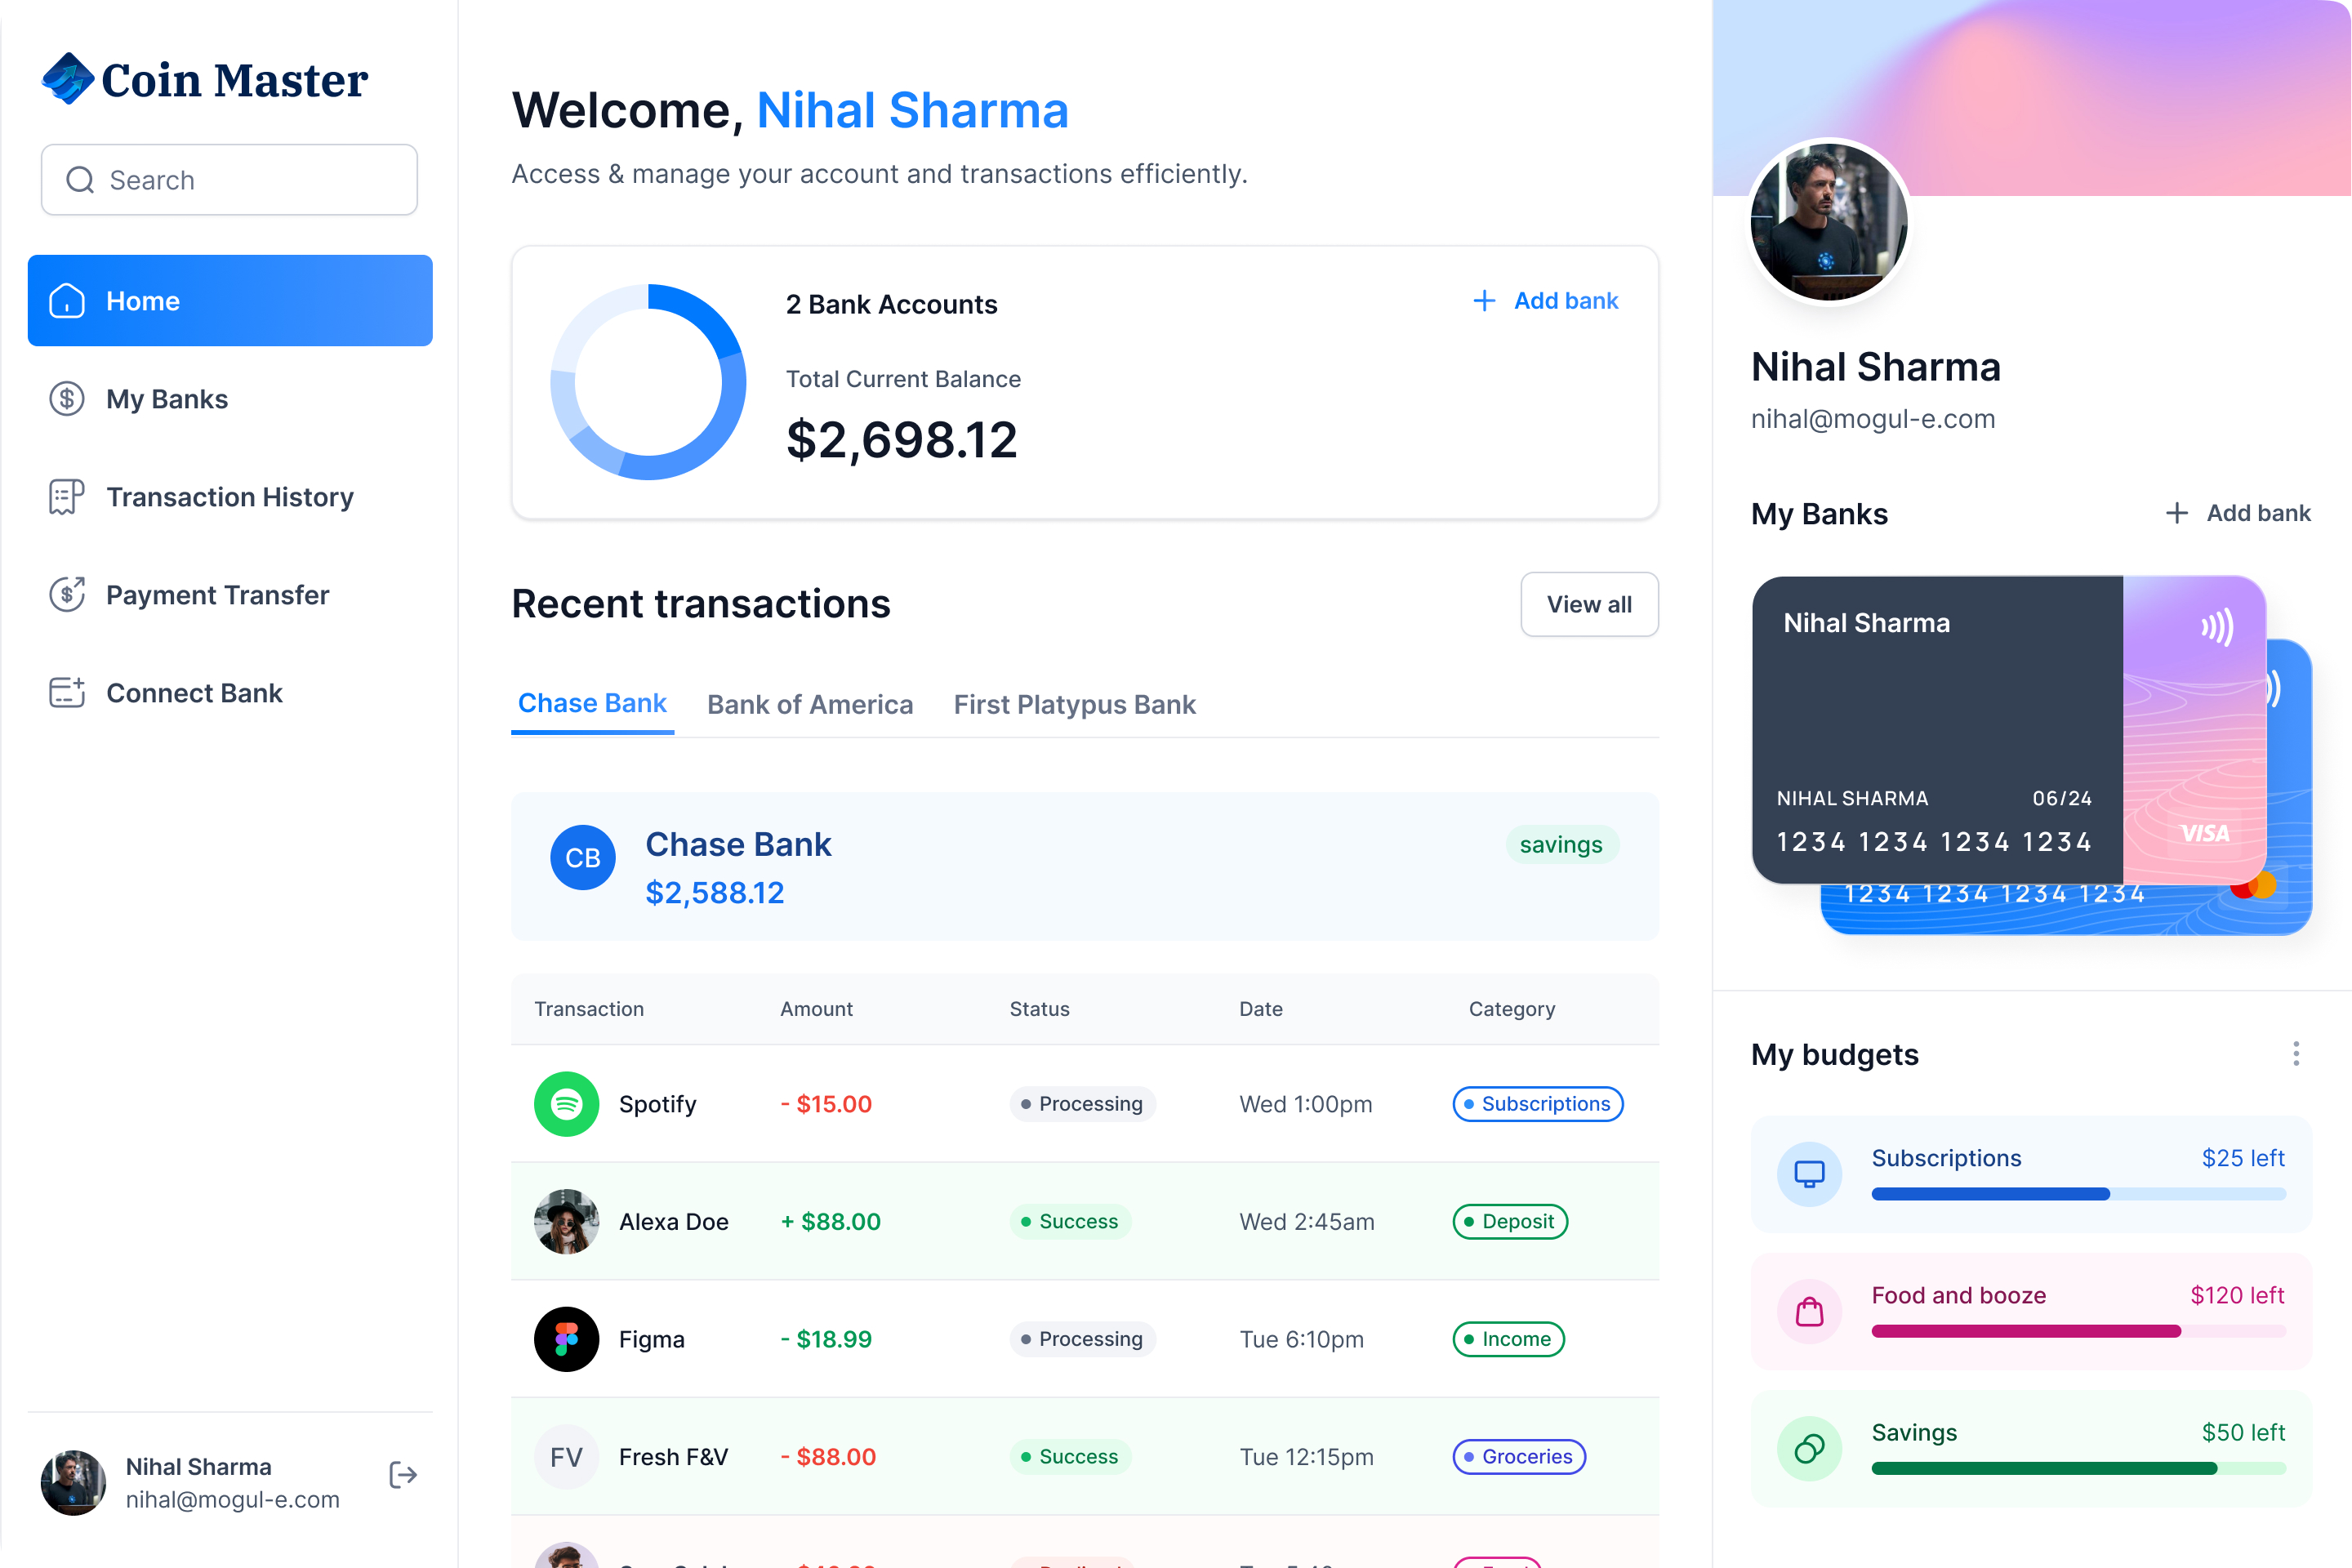 Coin Master
Search
Home
My Banks
Transaction History
Payment Transfer
Connect Bank
Nihal Sharma
nihal@mogul-e.com
Welcome, Nihal Sharma
Access & manage your account and transactions efficiently.
2 Bank Accounts
Add bank
Total Current Balance
$2,698.12
Recent transactions
View all
Chase Bank Bank of America First Platypus Bank
CB
Chase Bank
savings
$2,588.12
Transaction Amount Status Date Category
Spotify - $15.00 Processing Wed 1:00pm Subscriptions
Alexa Doe + $88.00 Success Wed 2:45am Deposit
Figma - $18.99 Processing Tue 6:10pm Income
FV Fresh F&V - $88.00 Success Tue 12:15pm Groceries
Nihal Sharma
nihal@mogul-e.com
My Banks
Add bank
Nihal Sharma
NIHAL SHARMA 06/24
1234 1234 1234 1234
VISA
1234 1234 1234 1234
My budgets
Subscriptions $25 left
Food and booze $120 left
Savings $50 left